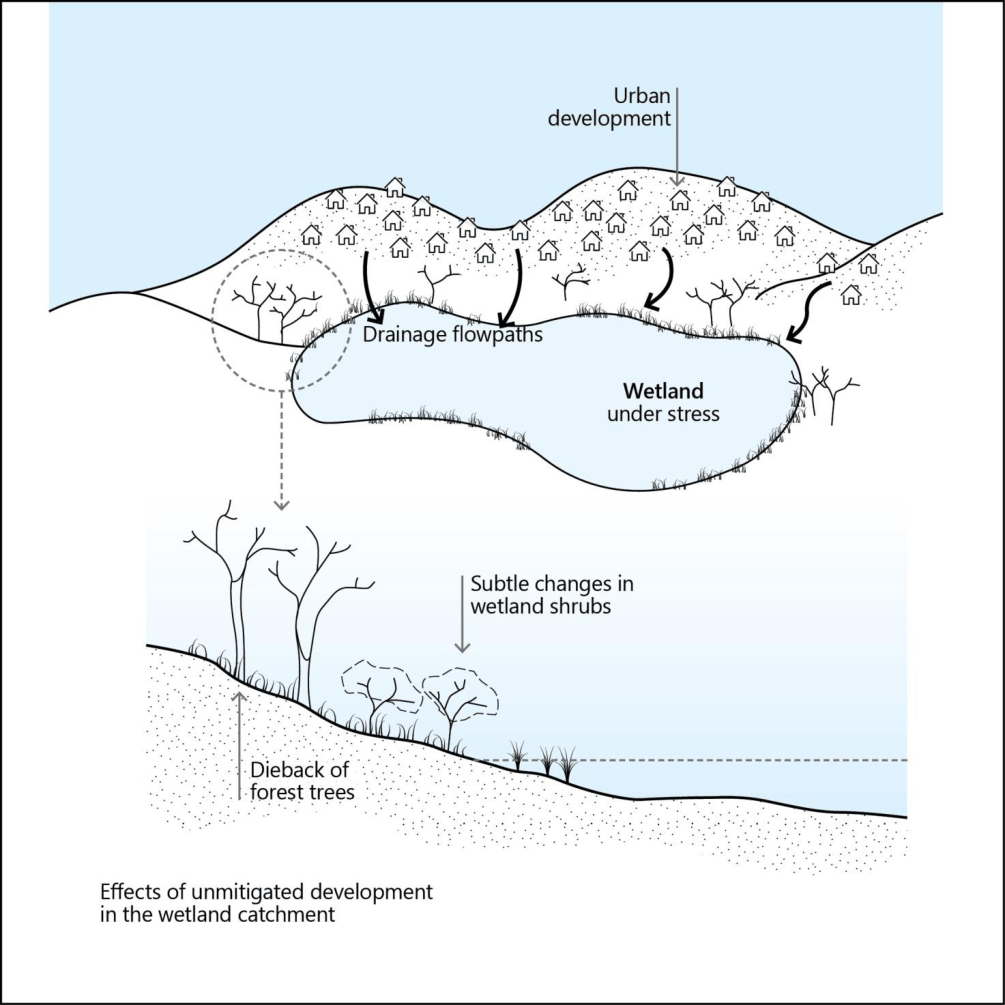 Urban
development
Drainage flowpaths
Wetland
under stress
Subtle changes in
wetland shrubs
Dieback of
forest trees
Effects of unmitigated development
in the wetland catchment